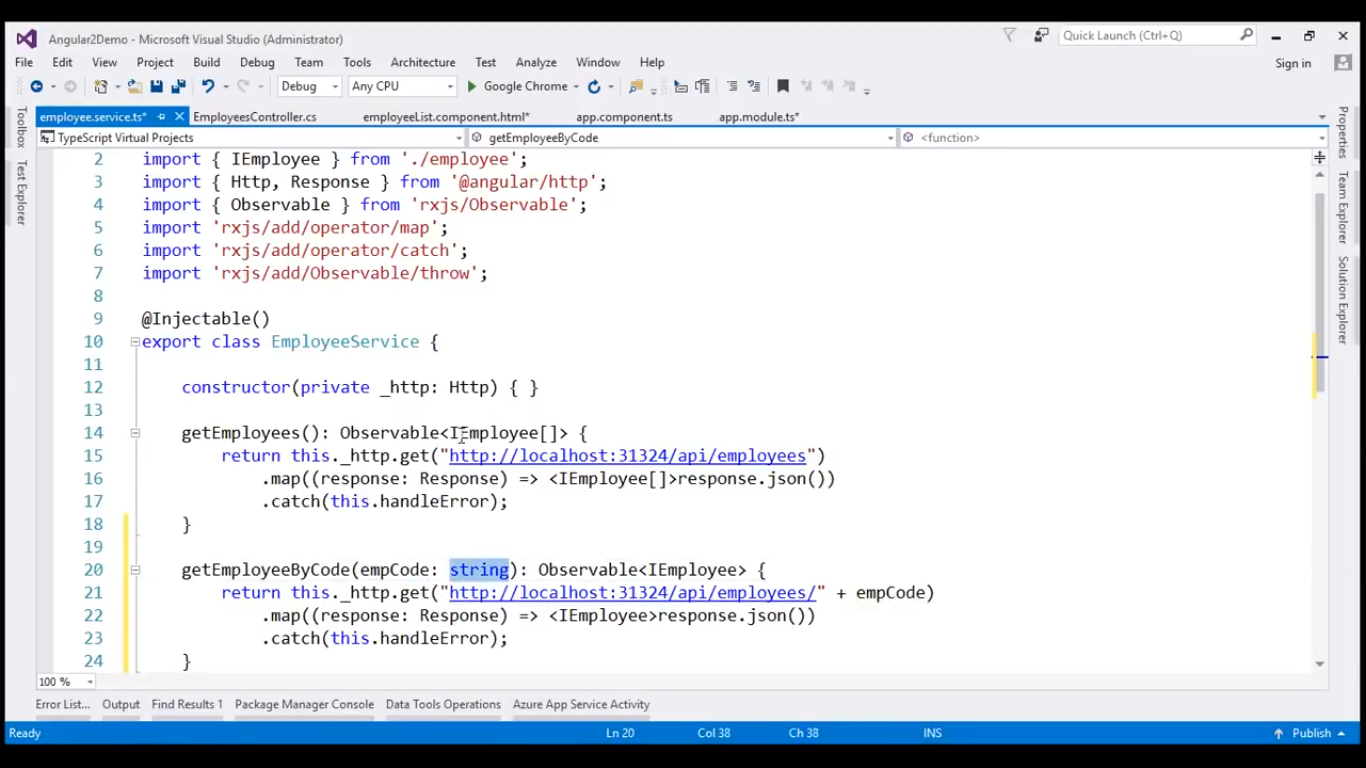 Angular2Demo - Microsoft Visual Studio (Administrator)
Quick Launch (Ctrl+Q)
File Edit View Project Build Debug Team Tools Architecture Test Analyze Window Help
Sign in
Debug Any CPU Google Chrome
employee.service.ts* EmployeesController.cs employeeList.component.html* app.component.ts app.module.ts*
TypeScript Virtual Projects getEmployeeByCode <function>
Toolbox
Test Explorer
Properties
Team Explorer
Solution Explorer
2 import { IEmployee } from './employee';
3 import { Http, Response } from '@angular/http';
4 import { Observable } from 'rxjs/Observable';
5 import 'rxjs/add/operator/map';
6 import 'rxjs/add/operator/catch';
7 import 'rxjs/add/Observable/throw';
8
9 @Injectable()
10 export class EmployeeService {
11
12 constructor(private _http: Http) { }
13
14 getEmployees(): Observable<IEmployee[]> {
15 return this._http.get("http://localhost:31324/api/employees")
16 .map((response: Response) => <IEmployee[]>response.json())
17 .catch(this.handleError);
18 }
19
20 getEmployeeByCode(empCode: string): Observable<IEmployee> {
21 return this._http.get("http://localhost:31324/api/employees/" + empCode)
22 .map((response: Response) => <IEmployee>response.json())
23 .catch(this.handleError);
24 }
100 %
Error List... Output Find Results 1 Package Manager Console Data Tools Operations Azure App Service Activity
Ready Ln 20 Col 38 Ch 38 INS Publish